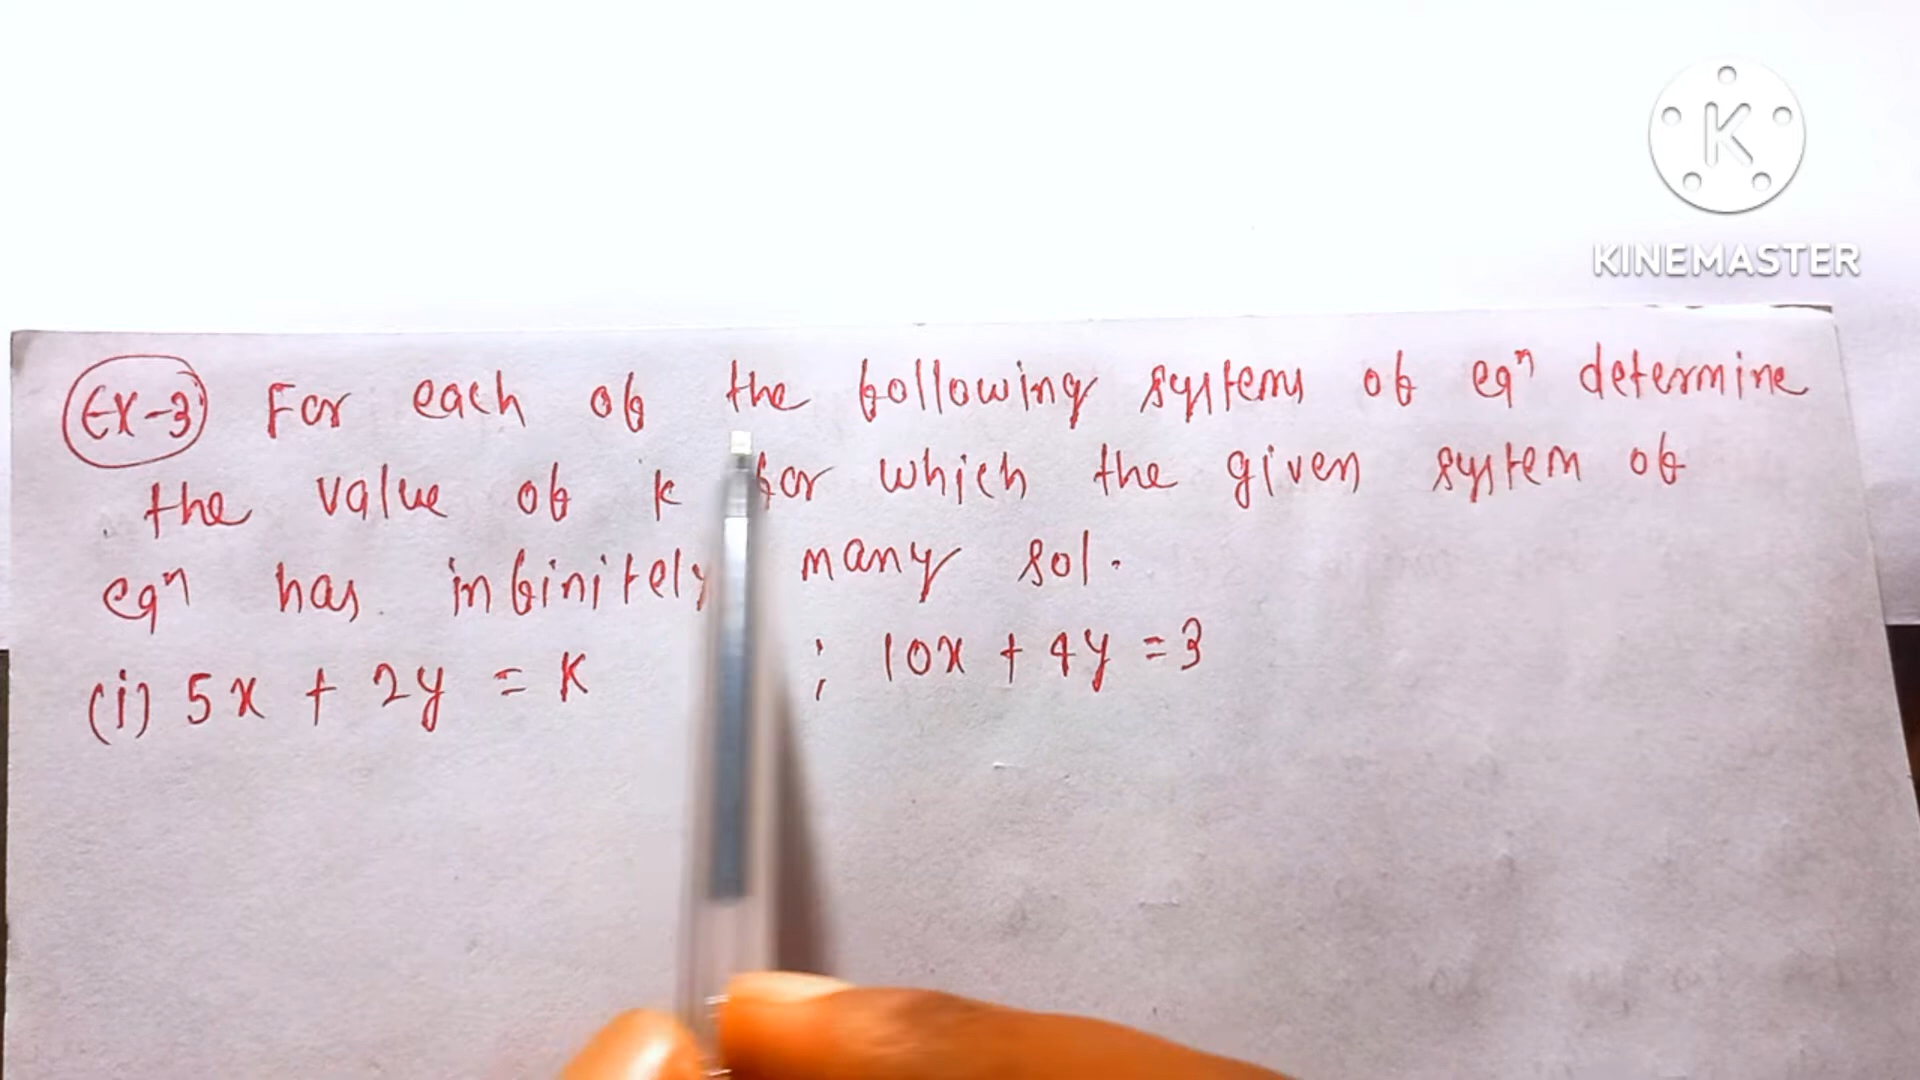 K
KINEMASTER
Ex-3 For each of the following systems of eqⁿ determine
the value of k for which the given system of
eqⁿ has infinitely many sol.
(i) 5x + 2y = K ; 10x + 4y = 3